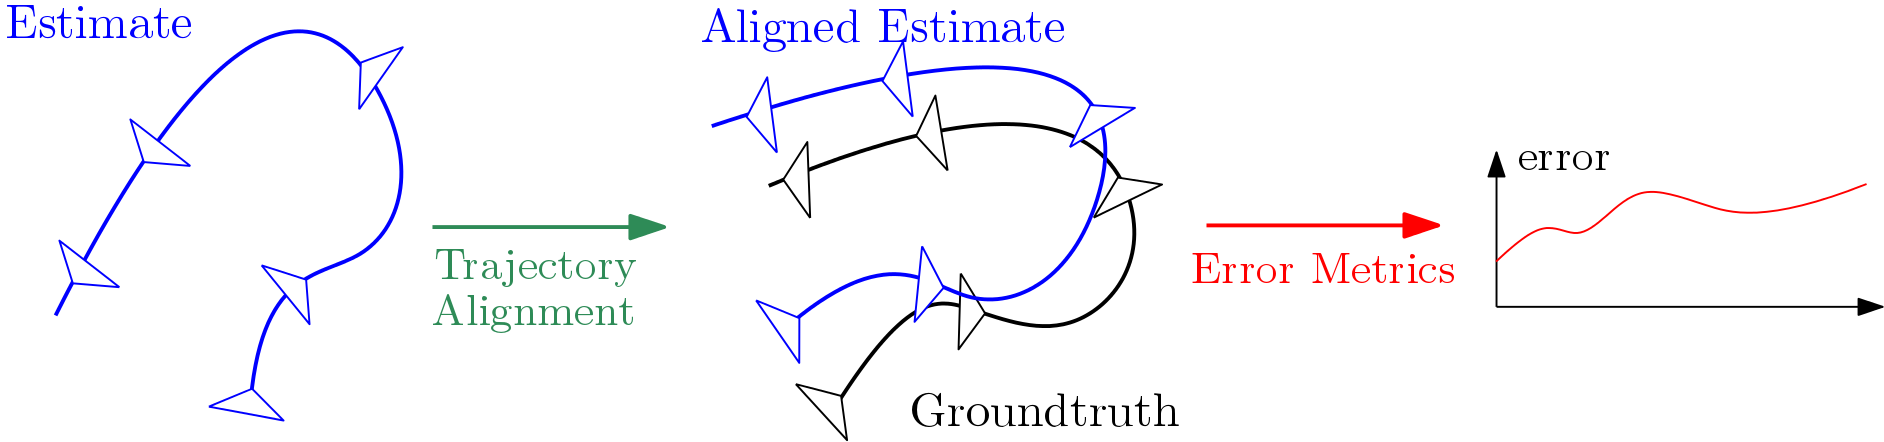 Estimate
Trajectory
Alignment
Aligned Estimate
Groundtruth
Error Metrics
error